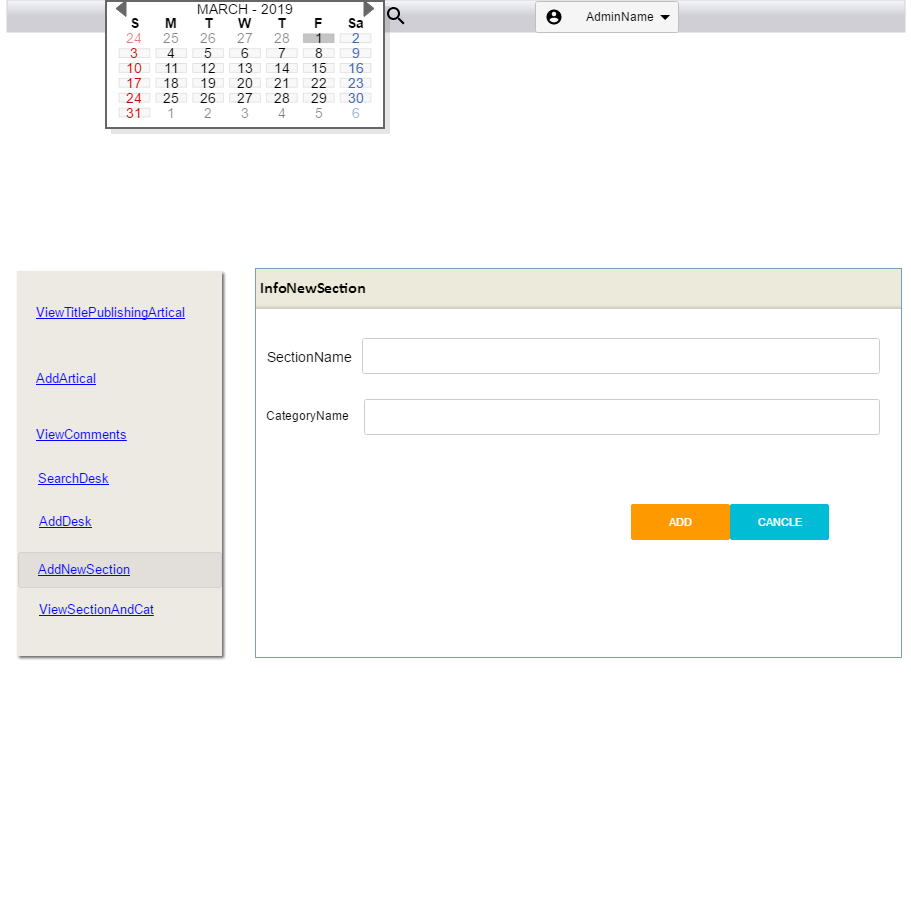 MARCH - 2019
S M T W T F Sa
24 25 26 27 28 1 2
3 4 5 6 7 8 9
10 11 12 13 14 15 16
17 18 19 20 21 22 23
24 25 26 27 28 29 30
31 1 2 3 4 5 6
AdminName
ViewTitlePublishingArtical
AddArtical
ViewComments
SearchDesk
AddDesk
AddNewSection
ViewSectionAndCat
InfoNewSection
SectionName
CategoryName
ADD CANCLE